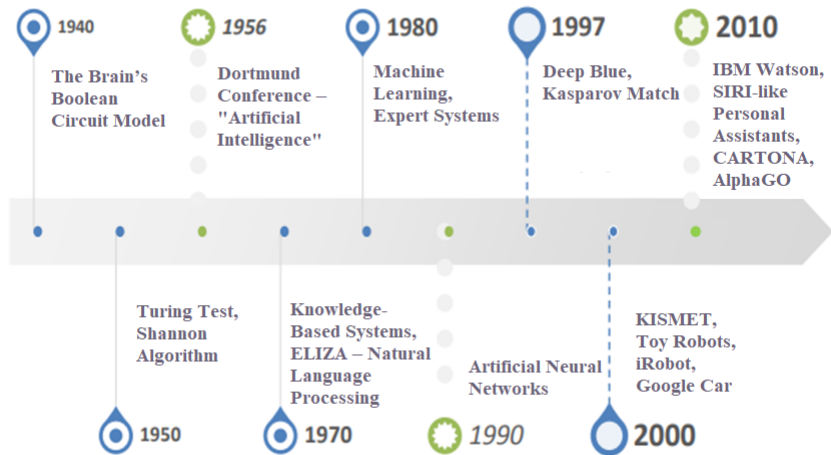 1940
The Brain's
Boolean
Circuit Model
1956
Dortmund
Conference –
"Artificial
Intelligence"
1980
Machine
Learning,
Expert Systems
1997
Deep Blue,
Kasparov Match
2010
IBM Watson,
SIRI-like
Personal
Assistants,
CARTONA,
AlphaGO
Turing Test,
Shannon
Algorithm
1950
Knowledge-
Based Systems,
ELIZA – Natural
Language
Processing
1970
Artificial Neural
Networks
1990
KISMET,
Toy Robots,
iRobot,
Google Car
2000